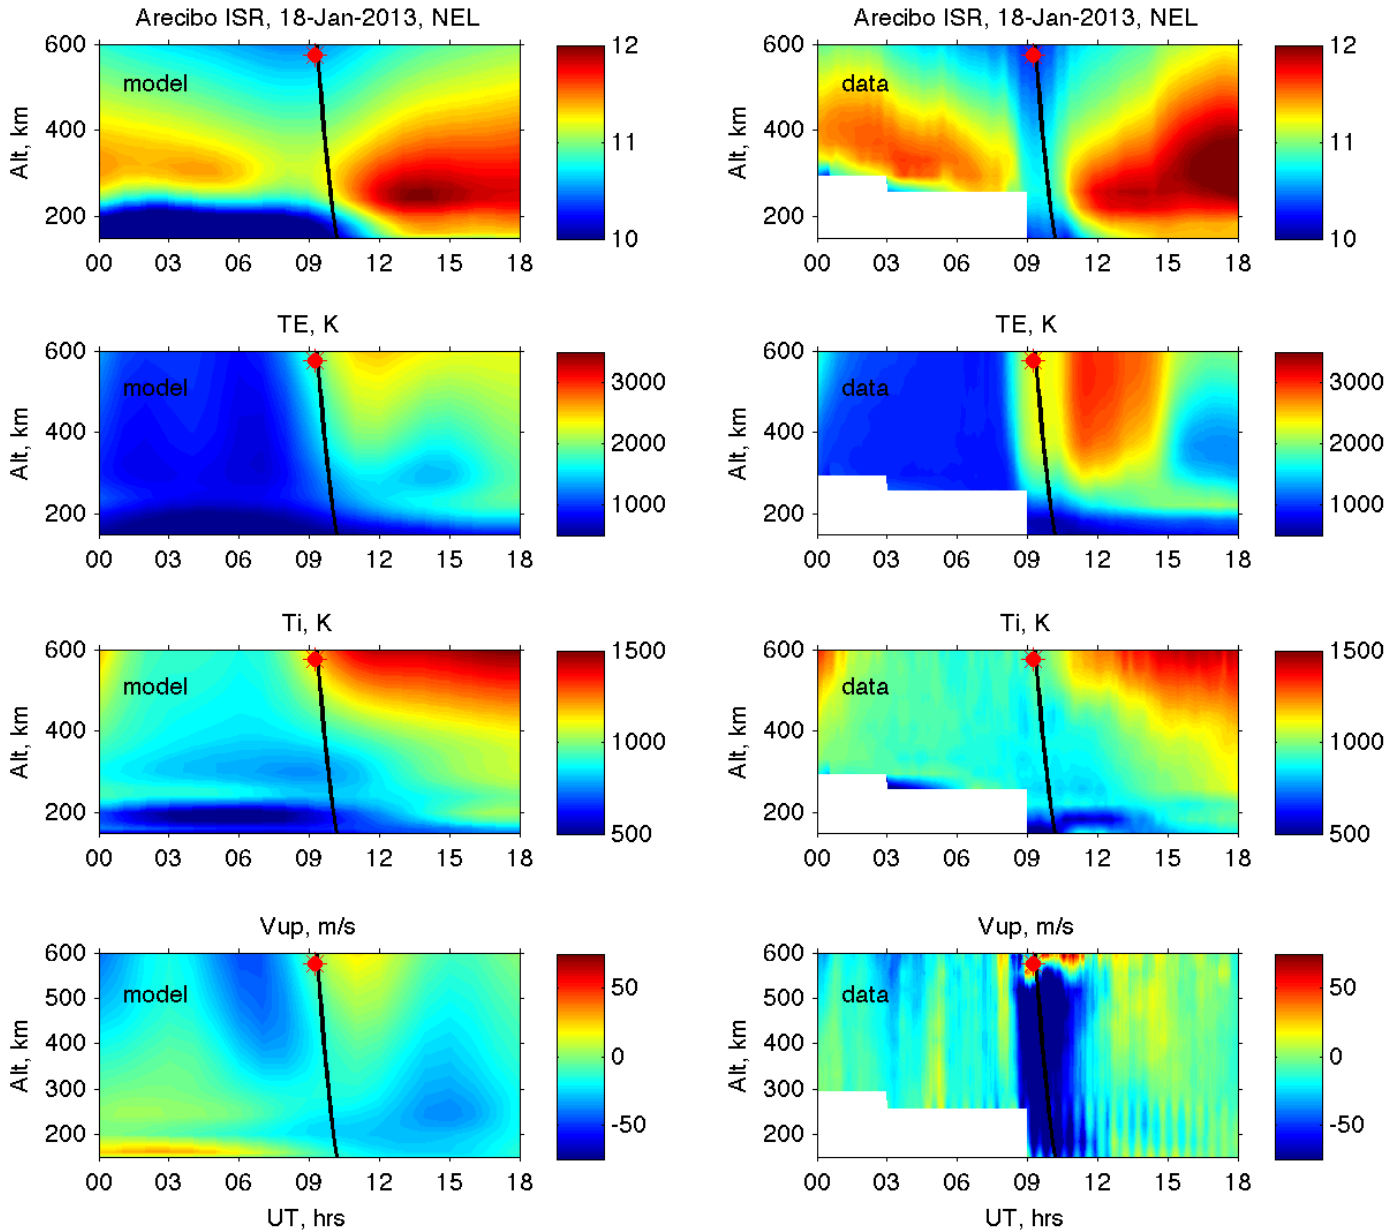 Arecibo ISR, 18-Jan-2013, NEL
Alt, km
600
400
200
model
00 03 06 09 12 15 18
12
11
10
Arecibo ISR, 18-Jan-2013, NEL
Alt, km
600
400
200
data
00 03 06 09 12 15 18
12
11
10
TE, K
Alt, km
600
400
200
model
00 03 06 09 12 15 18
3000
2000
1000
TE, K
Alt, km
600
400
200
data
00 03 06 09 12 15 18
3000
2000
1000
Ti, K
Alt, km
600
400
200
model
00 03 06 09 12 15 18
1500
1000
500
Ti, K
Alt, km
600
400
200
data
00 03 06 09 12 15 18
1500
1000
500
Vup, m/s
Alt, km
600
500
400
300
200
model
00 03 06 09 12 15 18
UT, hrs
50
0
-50
Vup, m/s
Alt, km
600
500
400
300
200
data
00 03 06 09 12 15 18
UT, hrs
50
0
-50